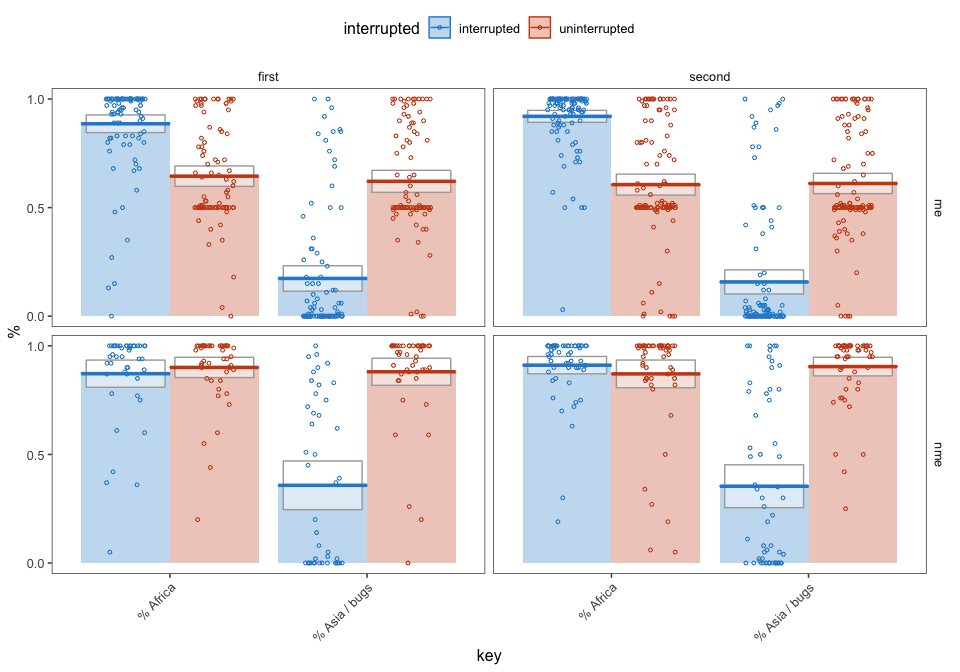 interrupted interrupted uninterrupted
first second
1.0
0.5
0.0
me
%
1.0
0.5
0.0
nme
% Africa % Asia / bugs % Africa % Asia / bugs
key